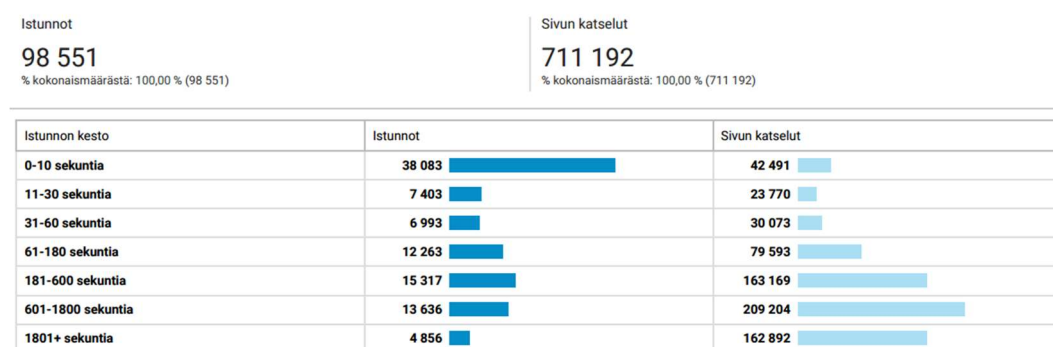 Istunnot Sivun katselut
98 551 711 192
% kokonaismäärästä: 100,00 % (98 551) % kokonaismäärästä: 100,00 % (711 192)
Istunnon kesto Istunnot Sivun katselut
0-10 sekuntia 38 083 42 491
11-30 sekuntia 7 403 23 770
31-60 sekuntia 6 993 30 073
61-180 sekuntia 12 263 79 593
181-600 sekuntia 15 317 163 169
601-1800 sekuntia 13 636 209 204
1801+ sekuntia 4 856 162 892